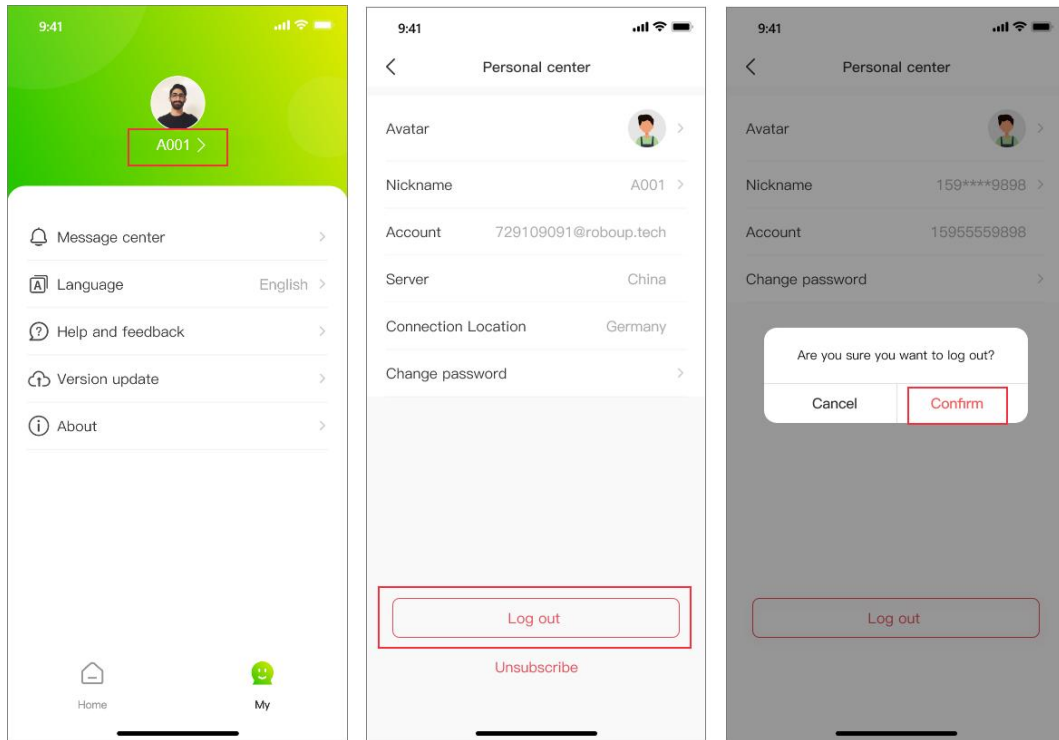 9:41
A001 >
Message center
Language English
Help and feedback
Version update
About
Home My
9:41
Personal center
Avatar
Nickname A001
Account 729109091@roboup.tech
Server China
Connection Location Germany
Change password
Log out
Unsubscribe
9:41
Personal center
Avatar
Nickname 159****9898
Account 15955559898
Change password
Are you sure you want to log out?
Cancel Confirm
Log out